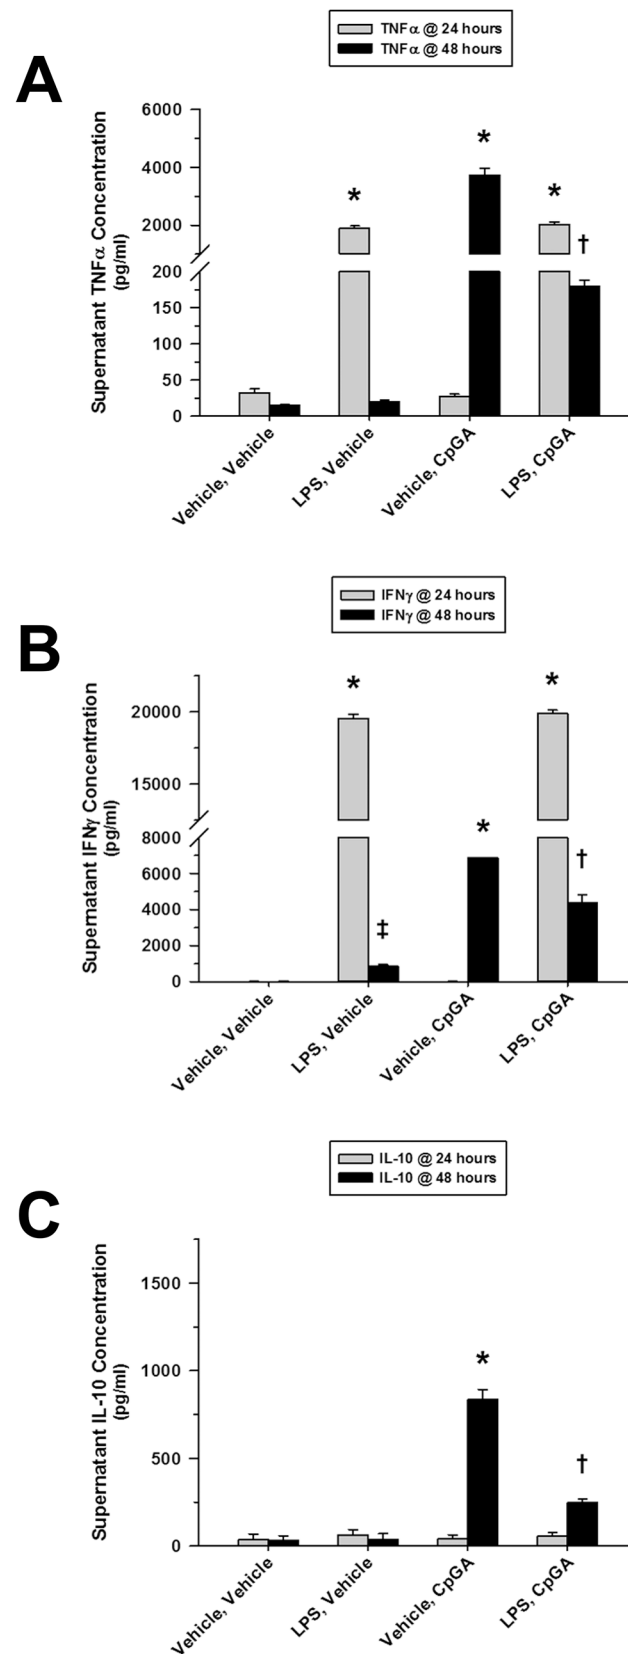 TNFα @ 24 hours
TNFα @ 48 hours
A
Supernatant TNFα Concentration
(pg/ml)
6000
4000
2000
200
150
100
50
0
*
*
*
†
Vehicle, Vehicle
LPS, Vehicle
Vehicle, CpGA
LPS, CpGA
IFNγ @ 24 hours
IFNγ @ 48 hours
B
Supernatant IFNγ Concentration
(pg/ml)
20000
15000
8000
6000
4000
2000
0
*
‡
*
*
†
Vehicle, Vehicle
LPS, Vehicle
Vehicle, CpGA
LPS, CpGA
IL-10 @ 24 hours
IL-10 @ 48 hours
C
Supernatant IL-10 Concentration
(pg/ml)
1500
1000
500
0
*
†
Vehicle, Vehicle
LPS, Vehicle
Vehicle, CpGA
LPS, CpGA